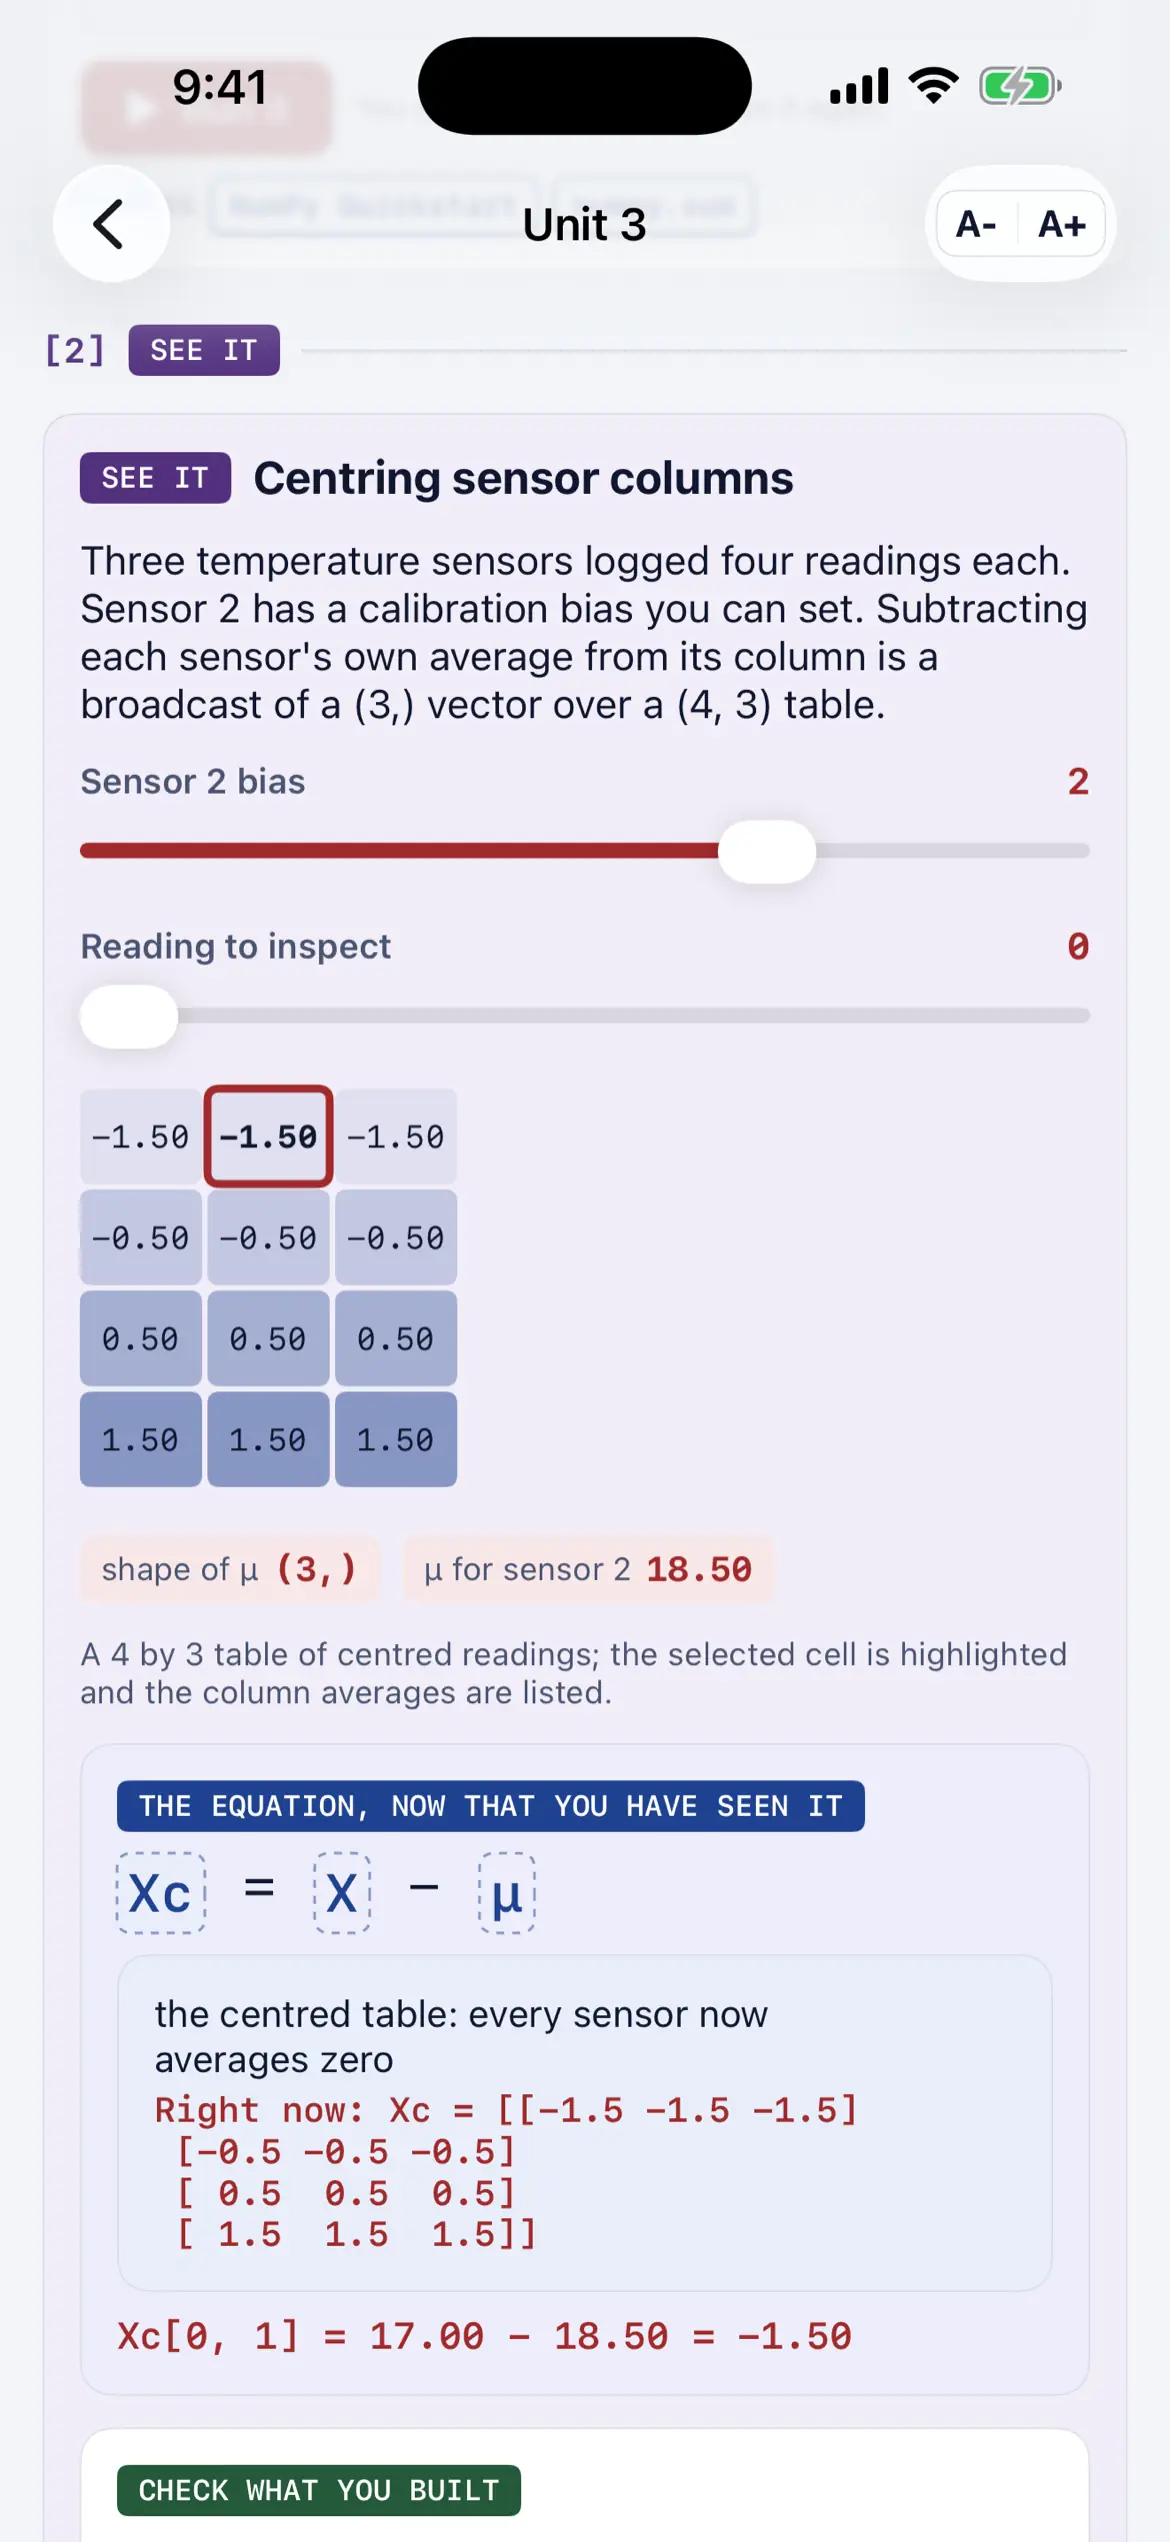 9:41
Unit 3
A- A+
[2] SEE IT
SEE IT Centring sensor columns
Three temperature sensors logged four readings each.
Sensor 2 has a calibration bias you can set. Subtracting
each sensor's own average from its column is a
broadcast of a (3,) vector over a (4, 3) table.
Sensor 2 bias 2
Reading to inspect 0
−1.50 −1.50 −1.50
−0.50 −0.50 −0.50
0.50 0.50 0.50
1.50 1.50 1.50
shape of μ (3,) μ for sensor 2 18.50
A 4 by 3 table of centred readings; the selected cell is highlighted
and the column averages are listed.
THE EQUATION, NOW THAT YOU HAVE SEEN IT
Xc = X − μ
the centred table: every sensor now
averages zero
Right now: Xc = [[−1.5 −1.5 −1.5]
[−0.5 −0.5 −0.5]
[ 0.5 0.5 0.5]
[ 1.5 1.5 1.5]]
Xc[0, 1] = 17.00 − 18.50 = −1.50
CHECK WHAT YOU BUILT